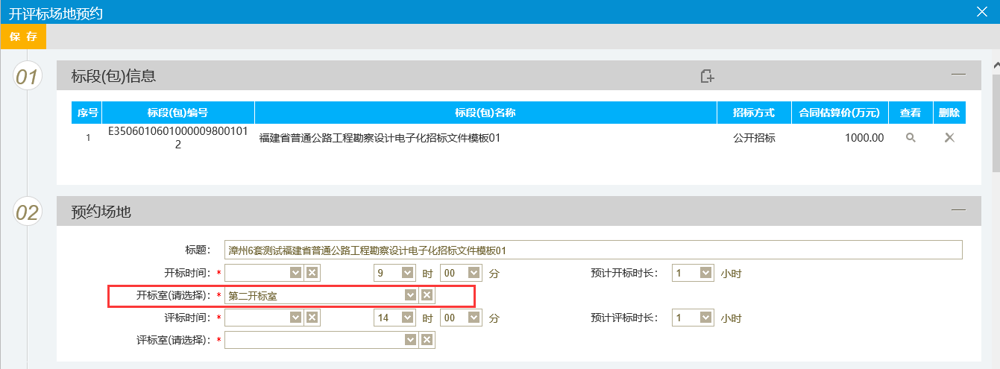 开评标场地预约
保 存
01 标段(包)信息
序号 标段(包)编号 标段(包)名称 招标方式 合同估算价(万元) 查看 删除
1 E3506010601000009800101 福建省普通公路工程勘察设计电子化招标文件模板01 公开招标 1000.00
2
02 预约场地
标题: 漳州6套测试福建省普通公路工程勘察设计电子化招标文件模板01
开标时间: * 9 时 00 分 预计开标时长: 1 小时
开标室(请选择): * 第二开标室
评标时间: * 14 时 00 分 预计评标时长: 1 小时
评标室(请选择): *